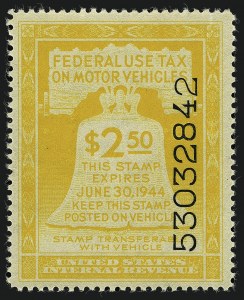 FEDERAL USE TAX
ON MOTOR VEHICLES
$2.50
THIS STAMP
EXPIRES
JUNE 30, 1944
KEEP THIS STAMP
POSTED ON VEHICLE
STAMP TRANSFERABLE
WITH VEHICLE
UNITED STATES
INTERNAL REVENUE
53032842